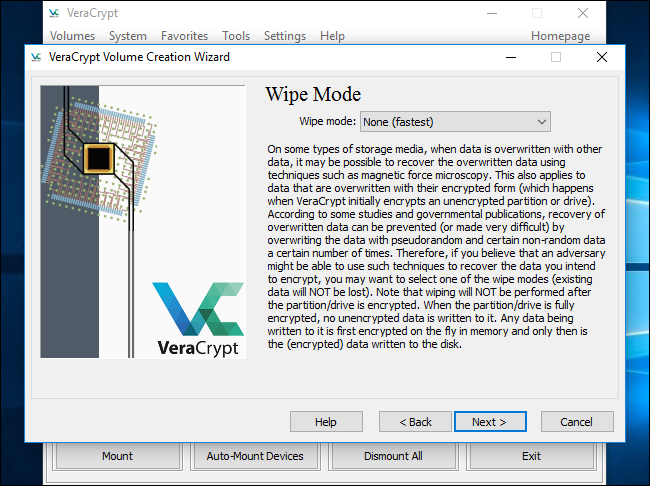 VeraCrypt
Volumes System Favorites Tools Settings Help Homepage
VeraCrypt Volume Creation Wizard
Wipe Mode
Wipe mode: None (fastest)
On some types of storage media, when data is overwritten with other
data, it may be possible to recover the overwritten data using
techniques such as magnetic force microscopy. This also applies to
data that are overwritten with their encrypted form (which happens
when VeraCrypt initially encrypts an unencrypted partition or drive).
According to some studies and governmental publications, recovery of
overwritten data can be prevented (or made very difficult) by
overwriting the data with pseudorandom and certain non-random data
a certain number of times. Therefore, if you believe that an adversary
might be able to use such techniques to recover the data you intend
to encrypt, you may want to select one of the wipe modes (existing
data will NOT be lost). Note that wiping will NOT be performed after
the partition/drive is encrypted. When the partition/drive is fully
encrypted, no unencrypted data is written to it. Any data being
written to it is first encrypted on the fly in memory and only then is
the (encrypted) data written to the disk.
VeraCrypt
Help < Back Next > Cancel
Mount Auto-Mount Devices Dismount All Exit